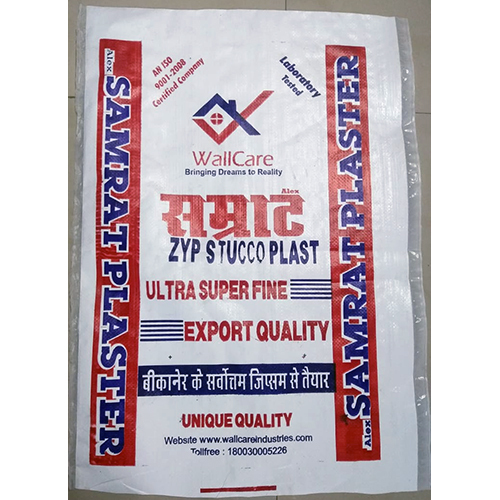 Alex
SAMRAT PLASTER
AN ISO
9001-2008
Certified Company
Laboratory
Tested
WallCare
Bringing Dreams to Reality
Alex
सम्राट
ZYP STUCCO PLAST
ULTRA SUPER FINE
EXPORT QUALITY
बीकानेर के सर्वोत्तम जिप्सम से तैयार
UNIQUE QUALITY
Website www.wallcareindustries.com
Tollfree : 180030005226
Alex
SAMRAT PLASTER